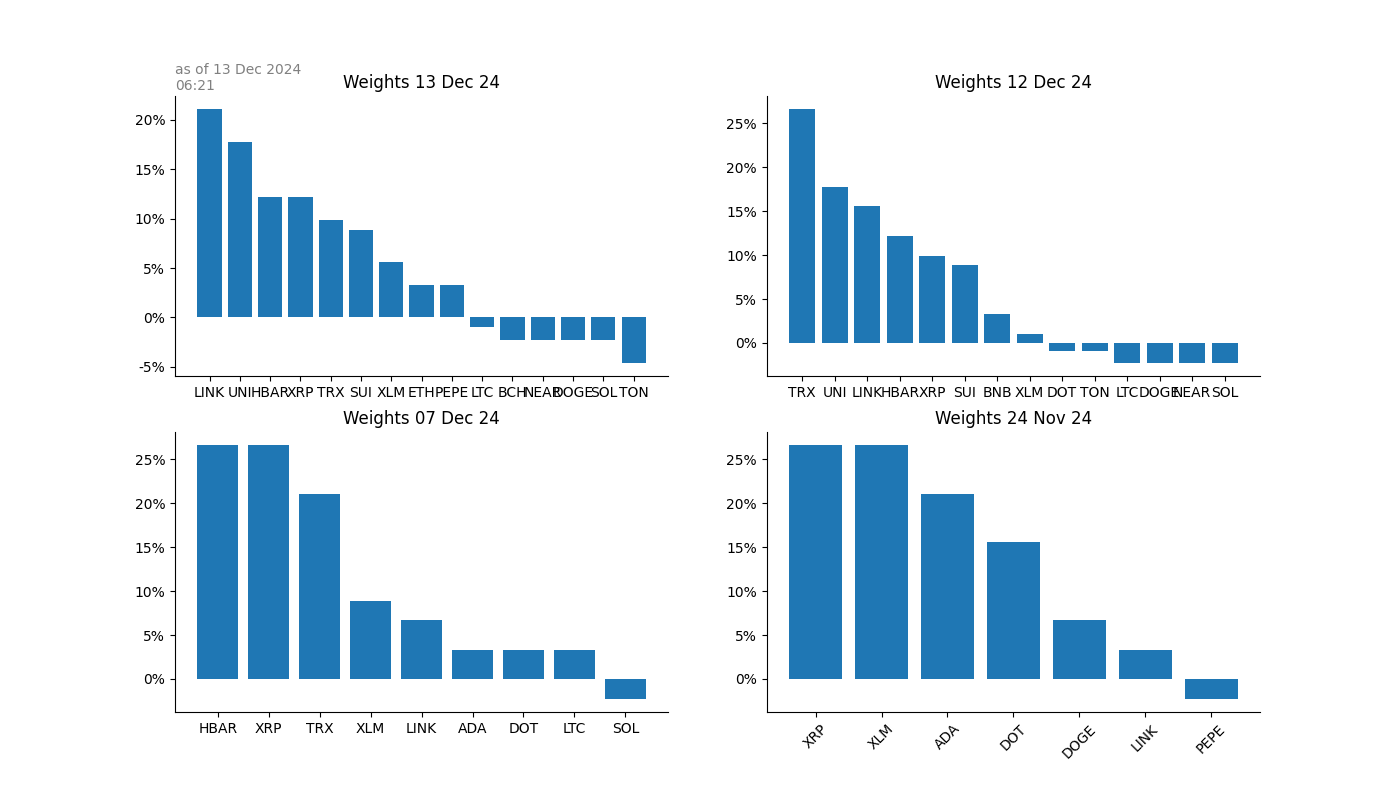 as of 13 Dec 2024
06:21
Weights 13 Dec 24
20%
15%
10%
5%
0%
-5%
LINK UNI HBAR XRP TRX SUI XLM ETH PEPE LTC BCH NEAR DOGE SOL TON
Weights 12 Dec 24
25%
20%
15%
10%
5%
0%
TRX UNI LINK HBAR XRP SUI BNB XLM DOT TON LTC DOGE NEAR SOL
Weights 07 Dec 24
25%
20%
15%
10%
5%
0%
HBAR XRP TRX XLM LINK ADA DOT LTC SOL
Weights 24 Nov 24
25%
20%
15%
10%
5%
0%
XRP XLM ADA DOT DOGE LINK PEPE